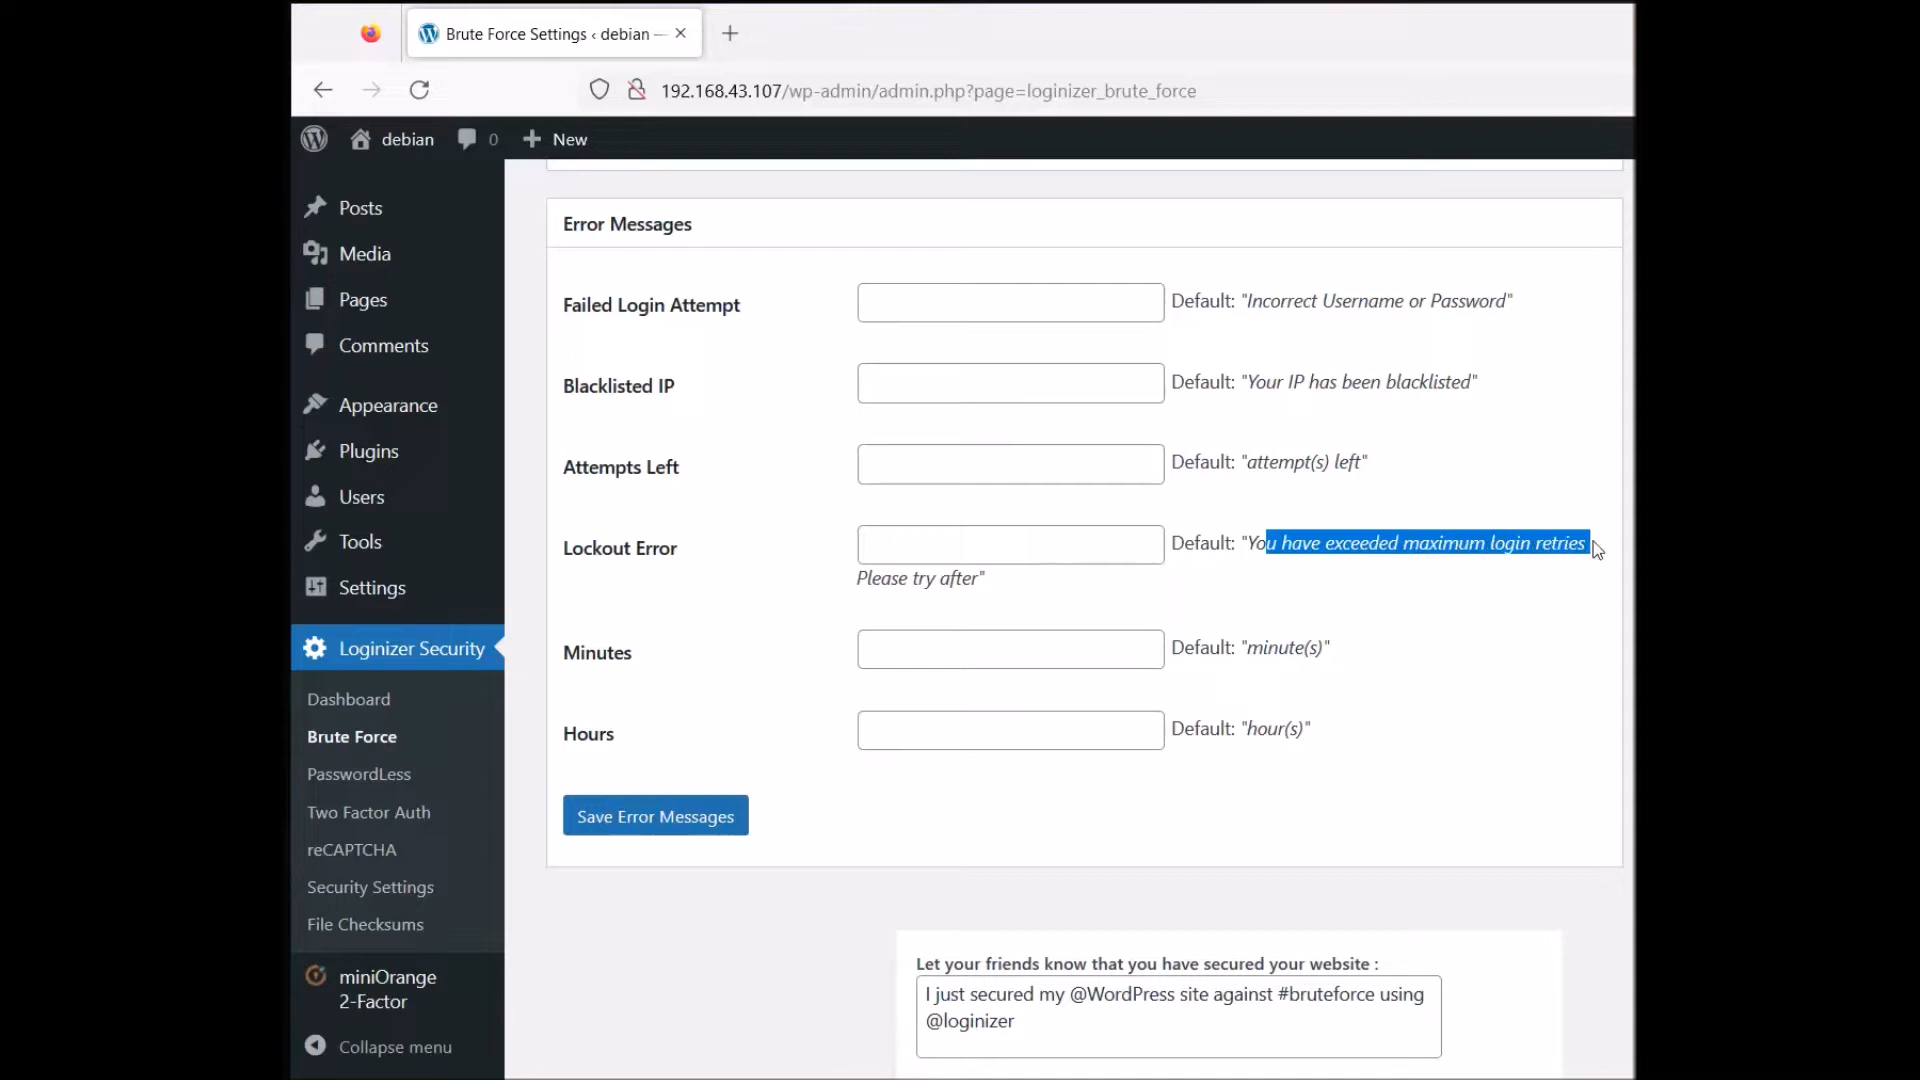 Brute Force Settings ‹ debian —
192.168.43.107/wp-admin/admin.php?page=loginizer_brute_force
debian 0 New
Posts
Media
Pages
Comments
Appearance
Plugins
Users
Tools
Settings
Loginizer Security
Dashboard
Brute Force
PasswordLess
Two Factor Auth
reCAPTCHA
Security Settings
File Checksums
miniOrange
2-Factor
Collapse menu
Error Messages
Failed Login Attempt Default: "Incorrect Username or Password"
Blacklisted IP Default: "Your IP has been blacklisted"
Attempts Left Default: "attempt(s) left"
Lockout Error Default: "You have exceeded maximum login retries
Please try after"
Minutes Default: "minute(s)"
Hours Default: "hour(s)"
Save Error Messages
Let your friends know that you have secured your website :
I just secured my @WordPress site against #bruteforce using
@loginizer